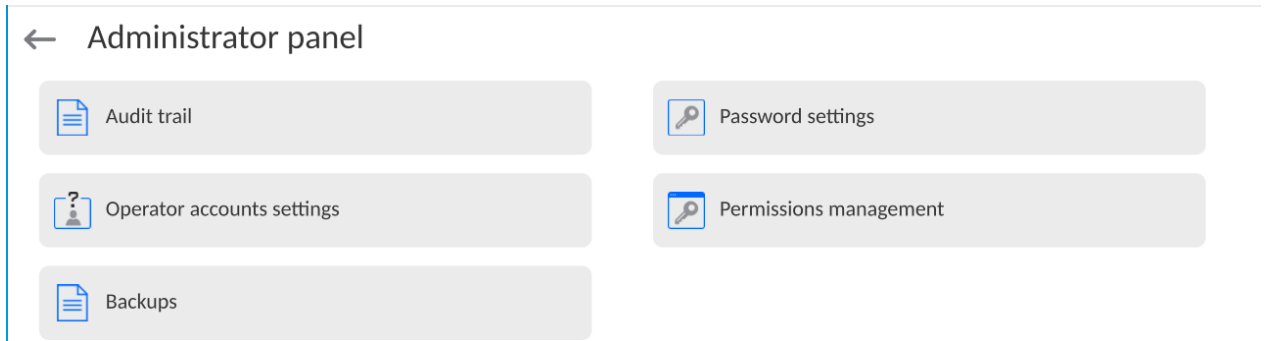 Administrator panel
Audit trail
Password settings
Operator accounts settings
Permissions management
Backups